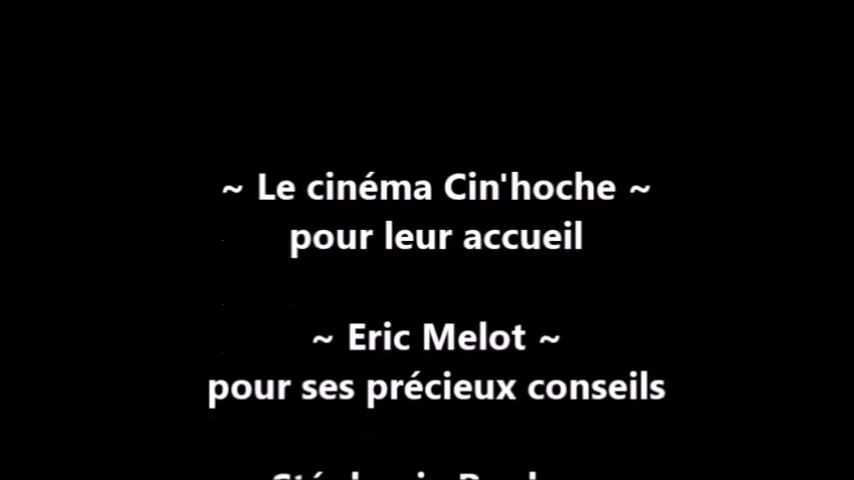 ~ Le cinéma Cin'hoche ~
pour leur accueil
~ Eric Melot ~
pour ses précieux conseils